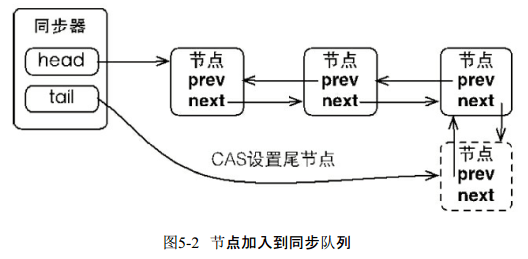 同步器
head
tail
节点
prev
next
节点
prev
next
节点
prev
next
CAS设置尾节点
节点
prev
next
图5-2 节点加入到同步队列